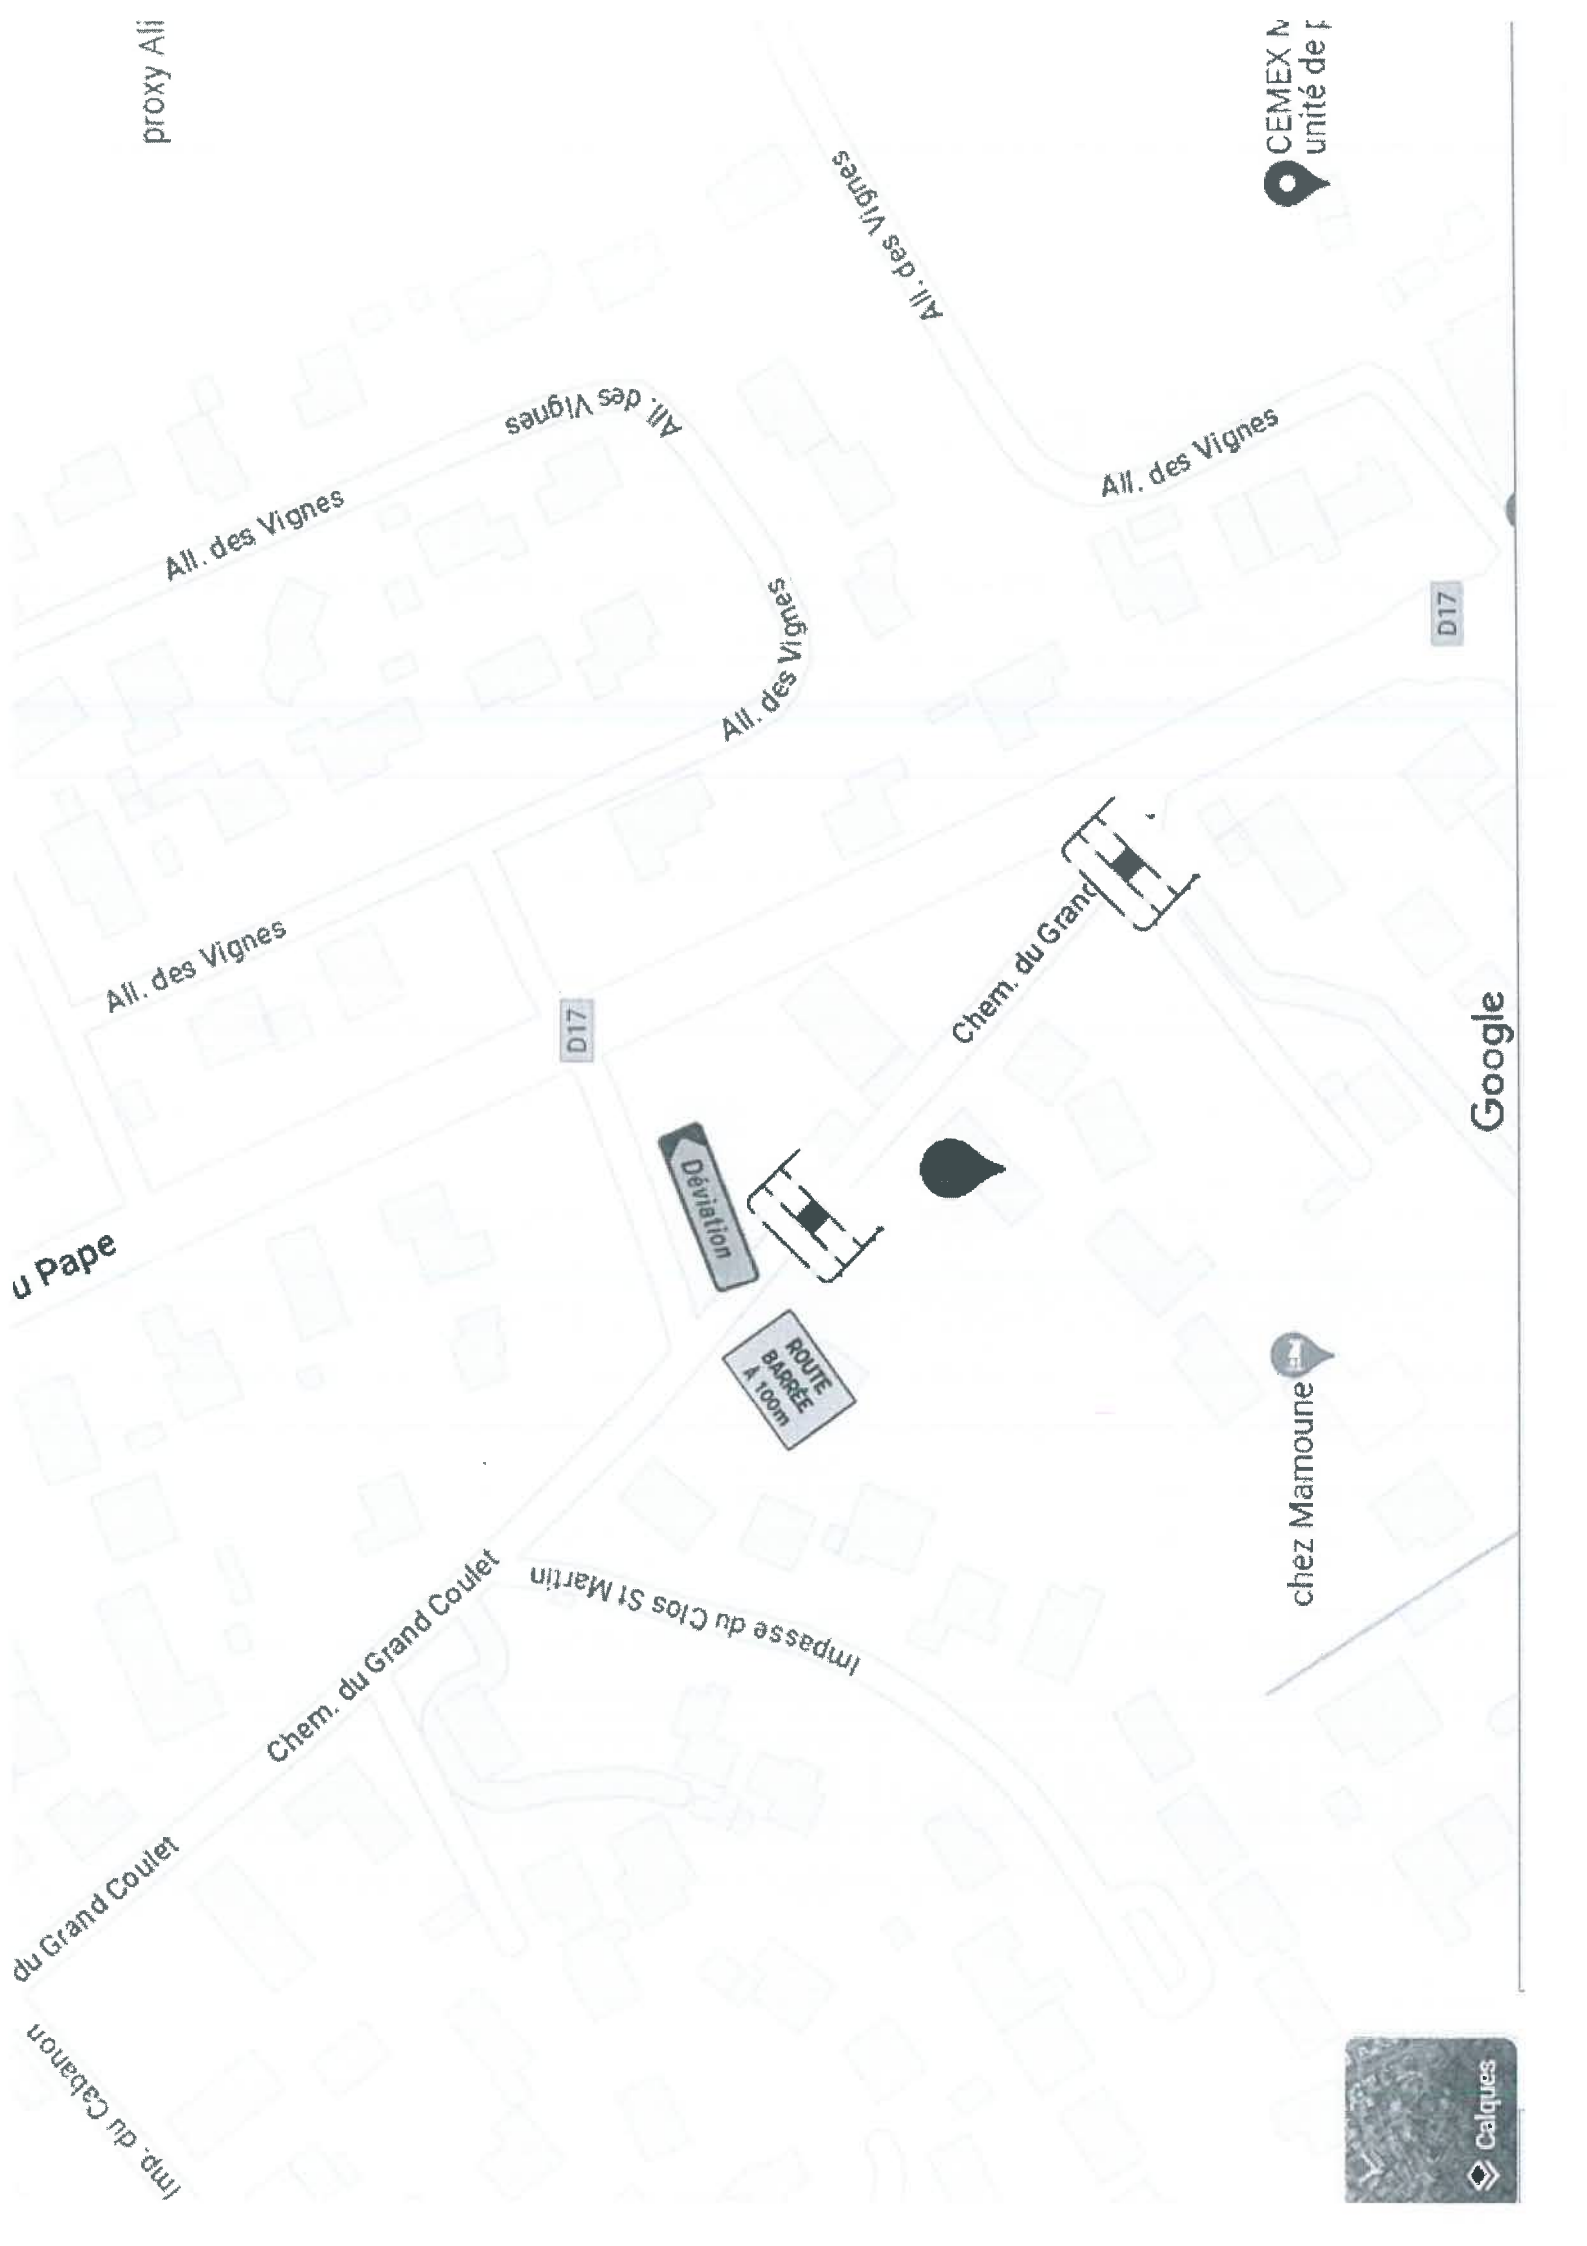 proxy Ali
CEMEX N
unité de p
All. des Vignes
All. des Vignes
All. des Vignes
All. des Vignes
All. des Vignes
All. des Vignes
D17
D17
u Pape
Chem. du Grand
Déviation
ROUTE
BARRÉE
À 100m
chez Mamoune
Chem. du Grand Coulet
Impasse du Clos St Martin
du Grand Coulet
Imp. du Cabanon
Google
Calques